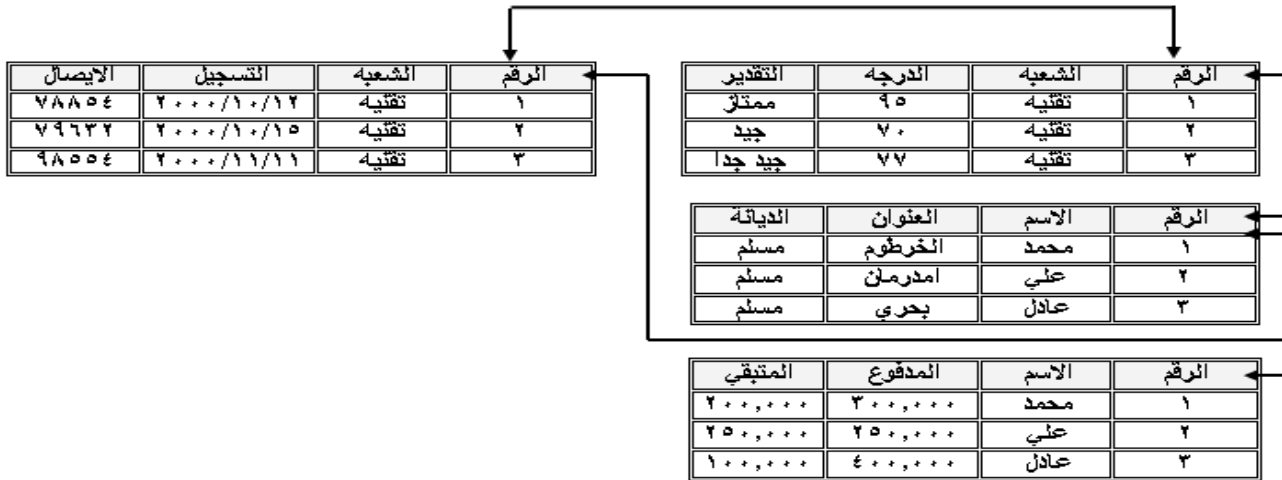 الرقم الشعبه الدرجه التقدير
١ تقنيه ٩٥ ممتاز
٢ تقنيه ٧٠ جيد
٣ تقنيه ٧٧ جيد جدا
الرقم الشعبه التسجيل الايصال
١ تقنيه ٢٠٠٠/١٠/١٢ ٧٨٨٥٤
٢ تقنيه ٢٠٠٠/١٠/١٥ ٧٩٦٣٢
٣ تقنيه ٢٠٠٠/١١/١١ ٩٨٥٥٤
الرقم الاسم العنوان الديانة
١ محمد الخرطوم مسلم
٢ علي امدرمان مسلم
٣ عادل بحري مسلم
الرقم الاسم المدفوع المتبقي
١ محمد ٣٠٠,٠٠٠ ٢٠٠,٠٠٠
٢ علي ٢٥٠,٠٠٠ ٢٥٠,٠٠٠
٣ عادل ٤٠٠,٠٠٠ ١٠٠,٠٠٠